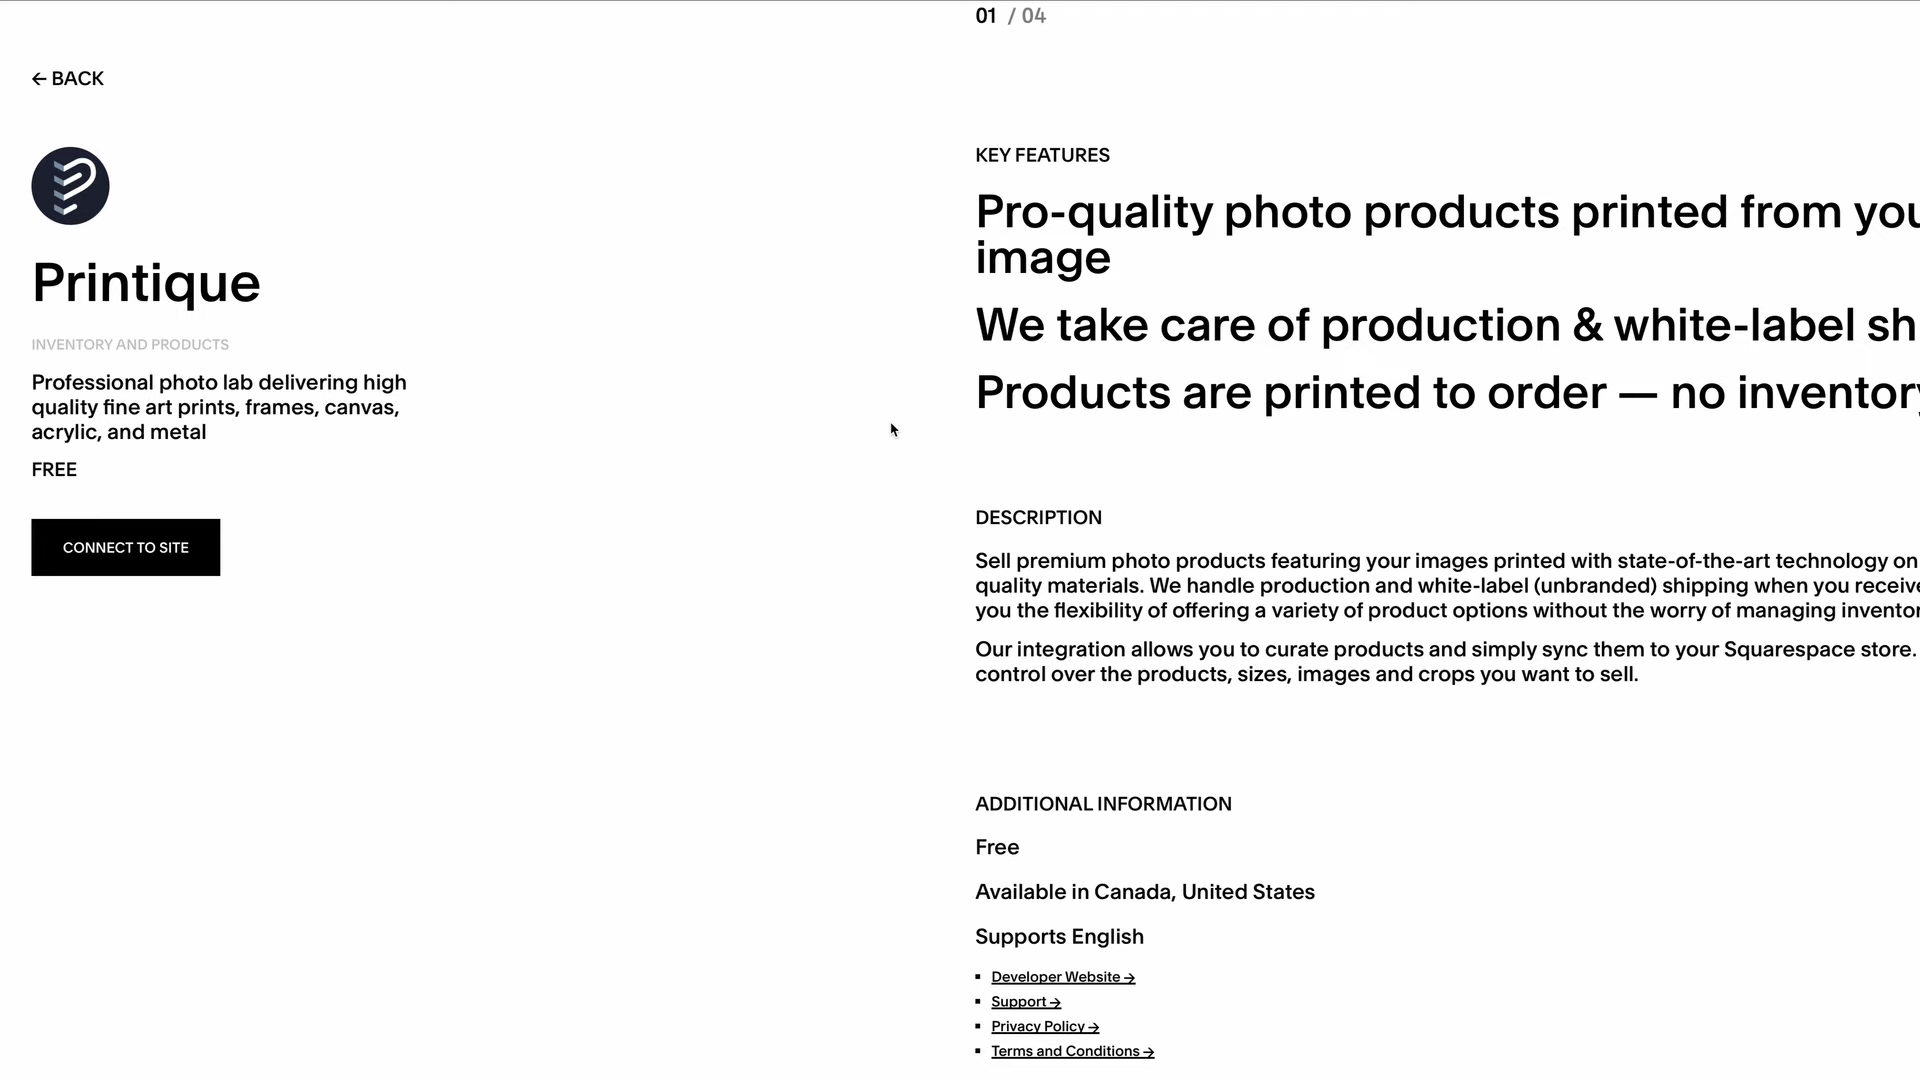 01 / 04
← BACK
Printique
INVENTORY AND PRODUCTS
Professional photo lab delivering high
quality fine art prints, frames, canvas,
acrylic, and metal
FREE
CONNECT TO SITE
KEY FEATURES
Pro-quality photo products printed from
image
We take care of production & white-label
Products are printed to order — no
DESCRIPTION
Sell premium photo products featuring your images printed with state-of-the-art technology on
quality materials. We handle production and white-label (unbranded) shipping when you
you the flexibility of offering a variety of product options without the worry of managing
Our integration allows you to curate products and simply sync them to your Squarespace store.
control over the products, sizes, images and crops you want to sell.
ADDITIONAL INFORMATION
Free
Available in Canada, United States
Supports English
▪ Developer Website →
▪ Support →
▪ Privacy Policy →
▪ Terms and Conditions →